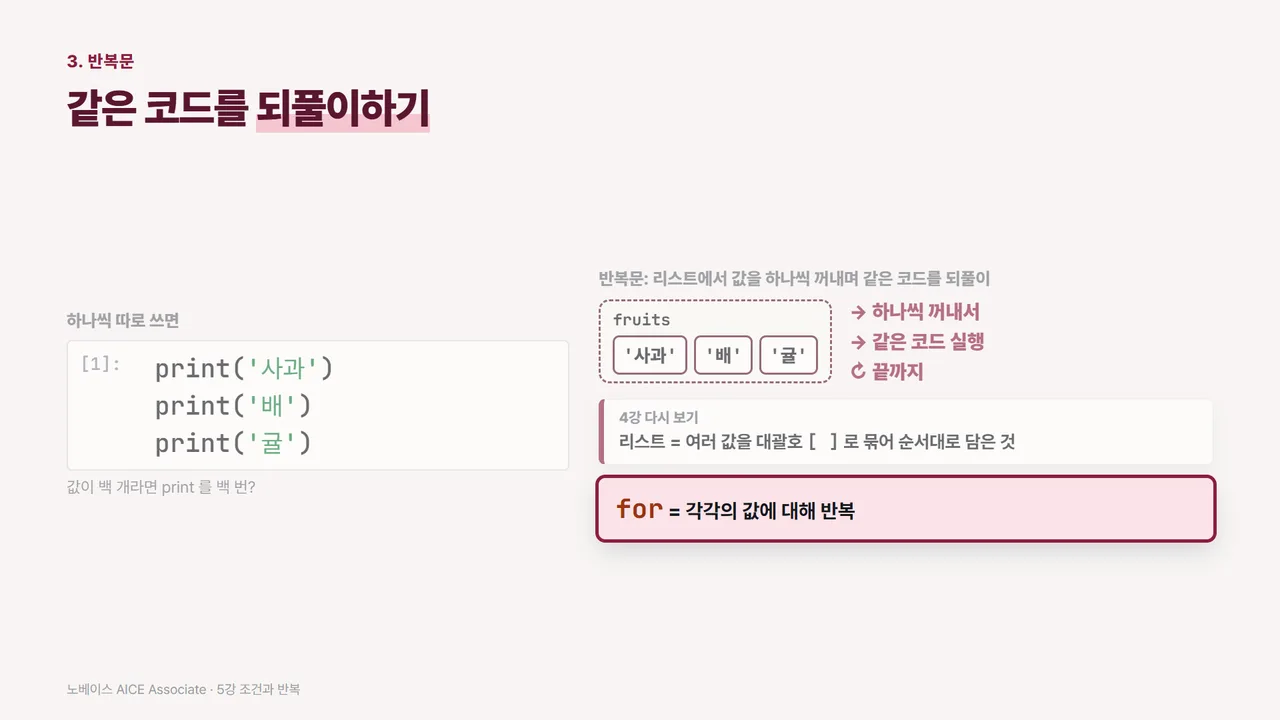 3. 반복문
같은 코드를 되풀이하기
하나씩 따로 쓰면
[1]:
print('사과')
print('배')
print('귤')
값이 백 개라면 print 를 백 번?
반복문: 리스트에서 값을 하나씩 꺼내며 같은 코드를 되풀이
fruits
'사과' '배' '귤'
→ 하나씩 꺼내서
→ 같은 코드 실행
↻ 끝까지
4강 다시 보기
리스트 = 여러 값을 대괄호 [ ] 로 묶어 순서대로 담은 것
for = 각각의 값에 대해 반복
노베이스 AICE Associate · 5강 조건과 반복